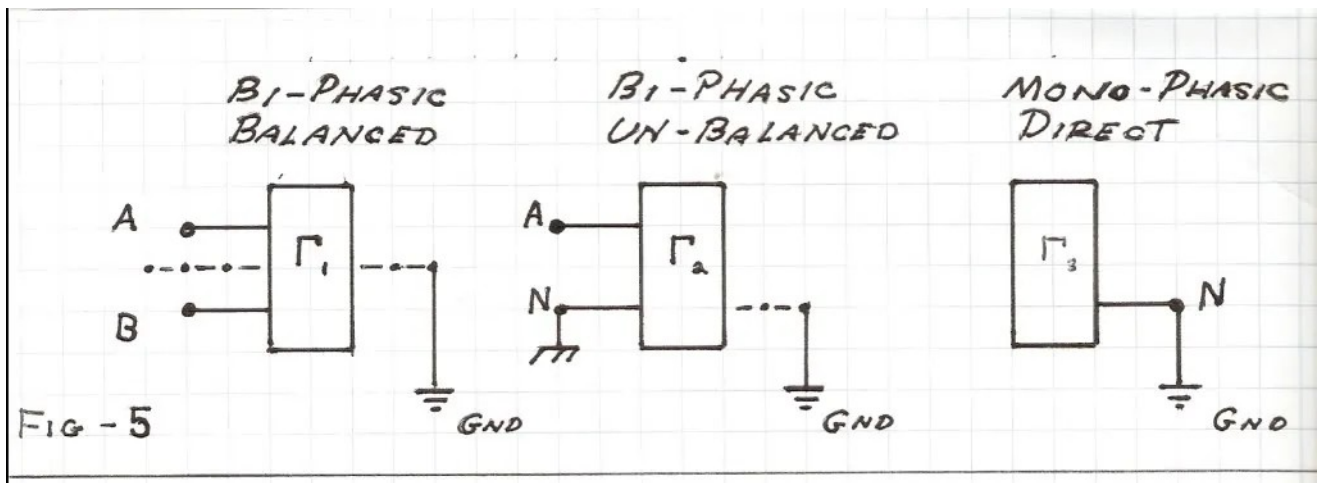 BI-PHASIC
BALANCED
BI-PHASIC
UN-BALANCED
MONO-PHASIC
DIRECT
A
B
Γ1
GND
A
N
Γ2
GND
Γ3
N
GND
FIG-5